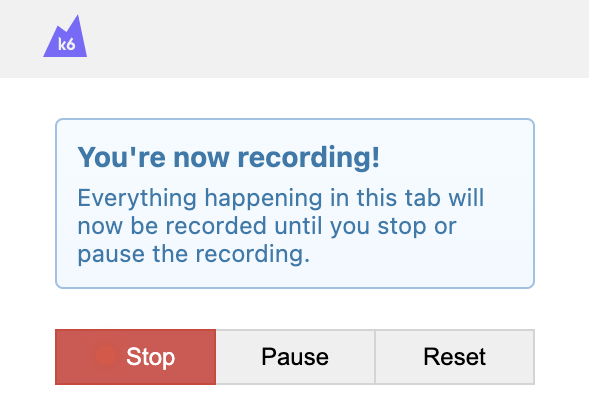 k6
You're now recording!
Everything happening in this tab will
now be recorded until you stop or
pause the recording.
Stop Pause Reset